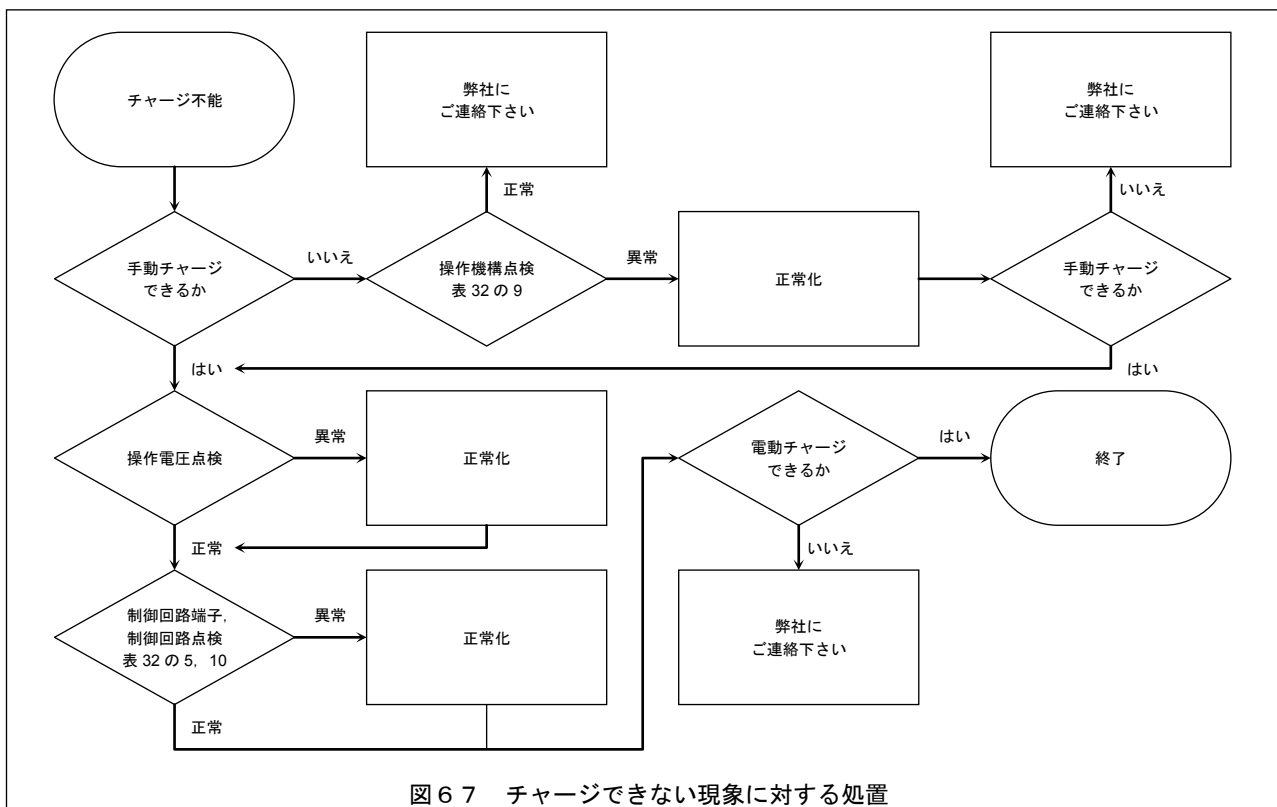 チャージ不能
弊社に
ご連絡下さい
弊社に
ご連絡下さい
正常
いいえ
手動チャージ
できるか
いいえ
操作機構点検
表 32 の 9
異常
正常化
手動チャージ
できるか
はい
はい
操作電圧点検
異常
正常化
電動チャージ
できるか
はい
終了
正常
いいえ
制御回路端子,
制御回路点検
表 32 の 5, 10
異常
正常化
弊社に
ご連絡下さい
正常
図67 チャージできない現象に対する処置